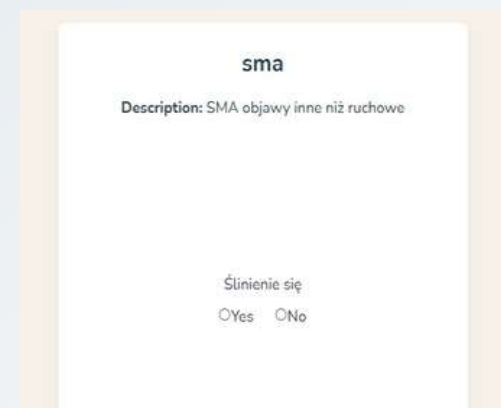 sma
Description: SMA objawy inne niż ruchowe
Ślinienie się
Yes No